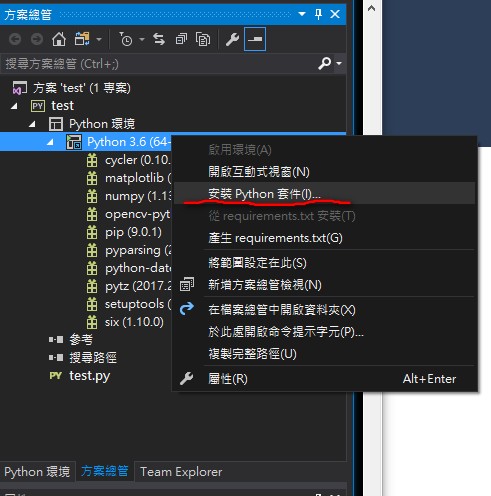 方案總管
搜尋方案總管 (Ctrl+;)
方案 'test' (1 專案)
PY test
Python 環境
Python 3.6 (64-
cycler (0.10.
matplotlib (
numpy (1.13
opencv-pyt
pip (9.0.1)
pyparsing (
python-date
pytz (2017.2
setuptools (
six (1.10.0)
參考
搜尋路徑
PY test.py
啟用環境(A)
開啟互動式視窗(N)
安裝 Python 套件(I)...
從 requirements.txt 安裝(T)
產生 requirements.txt(G)
將範圍設定在此(S)
新增方案總管檢視(N)
在檔案總管中開啟資料夾(X)
於此處開啟命令提示字元(P)...
複製完整路徑(U)
屬性(R) Alt+Enter
Python 環境 方案總管 Team Explorer